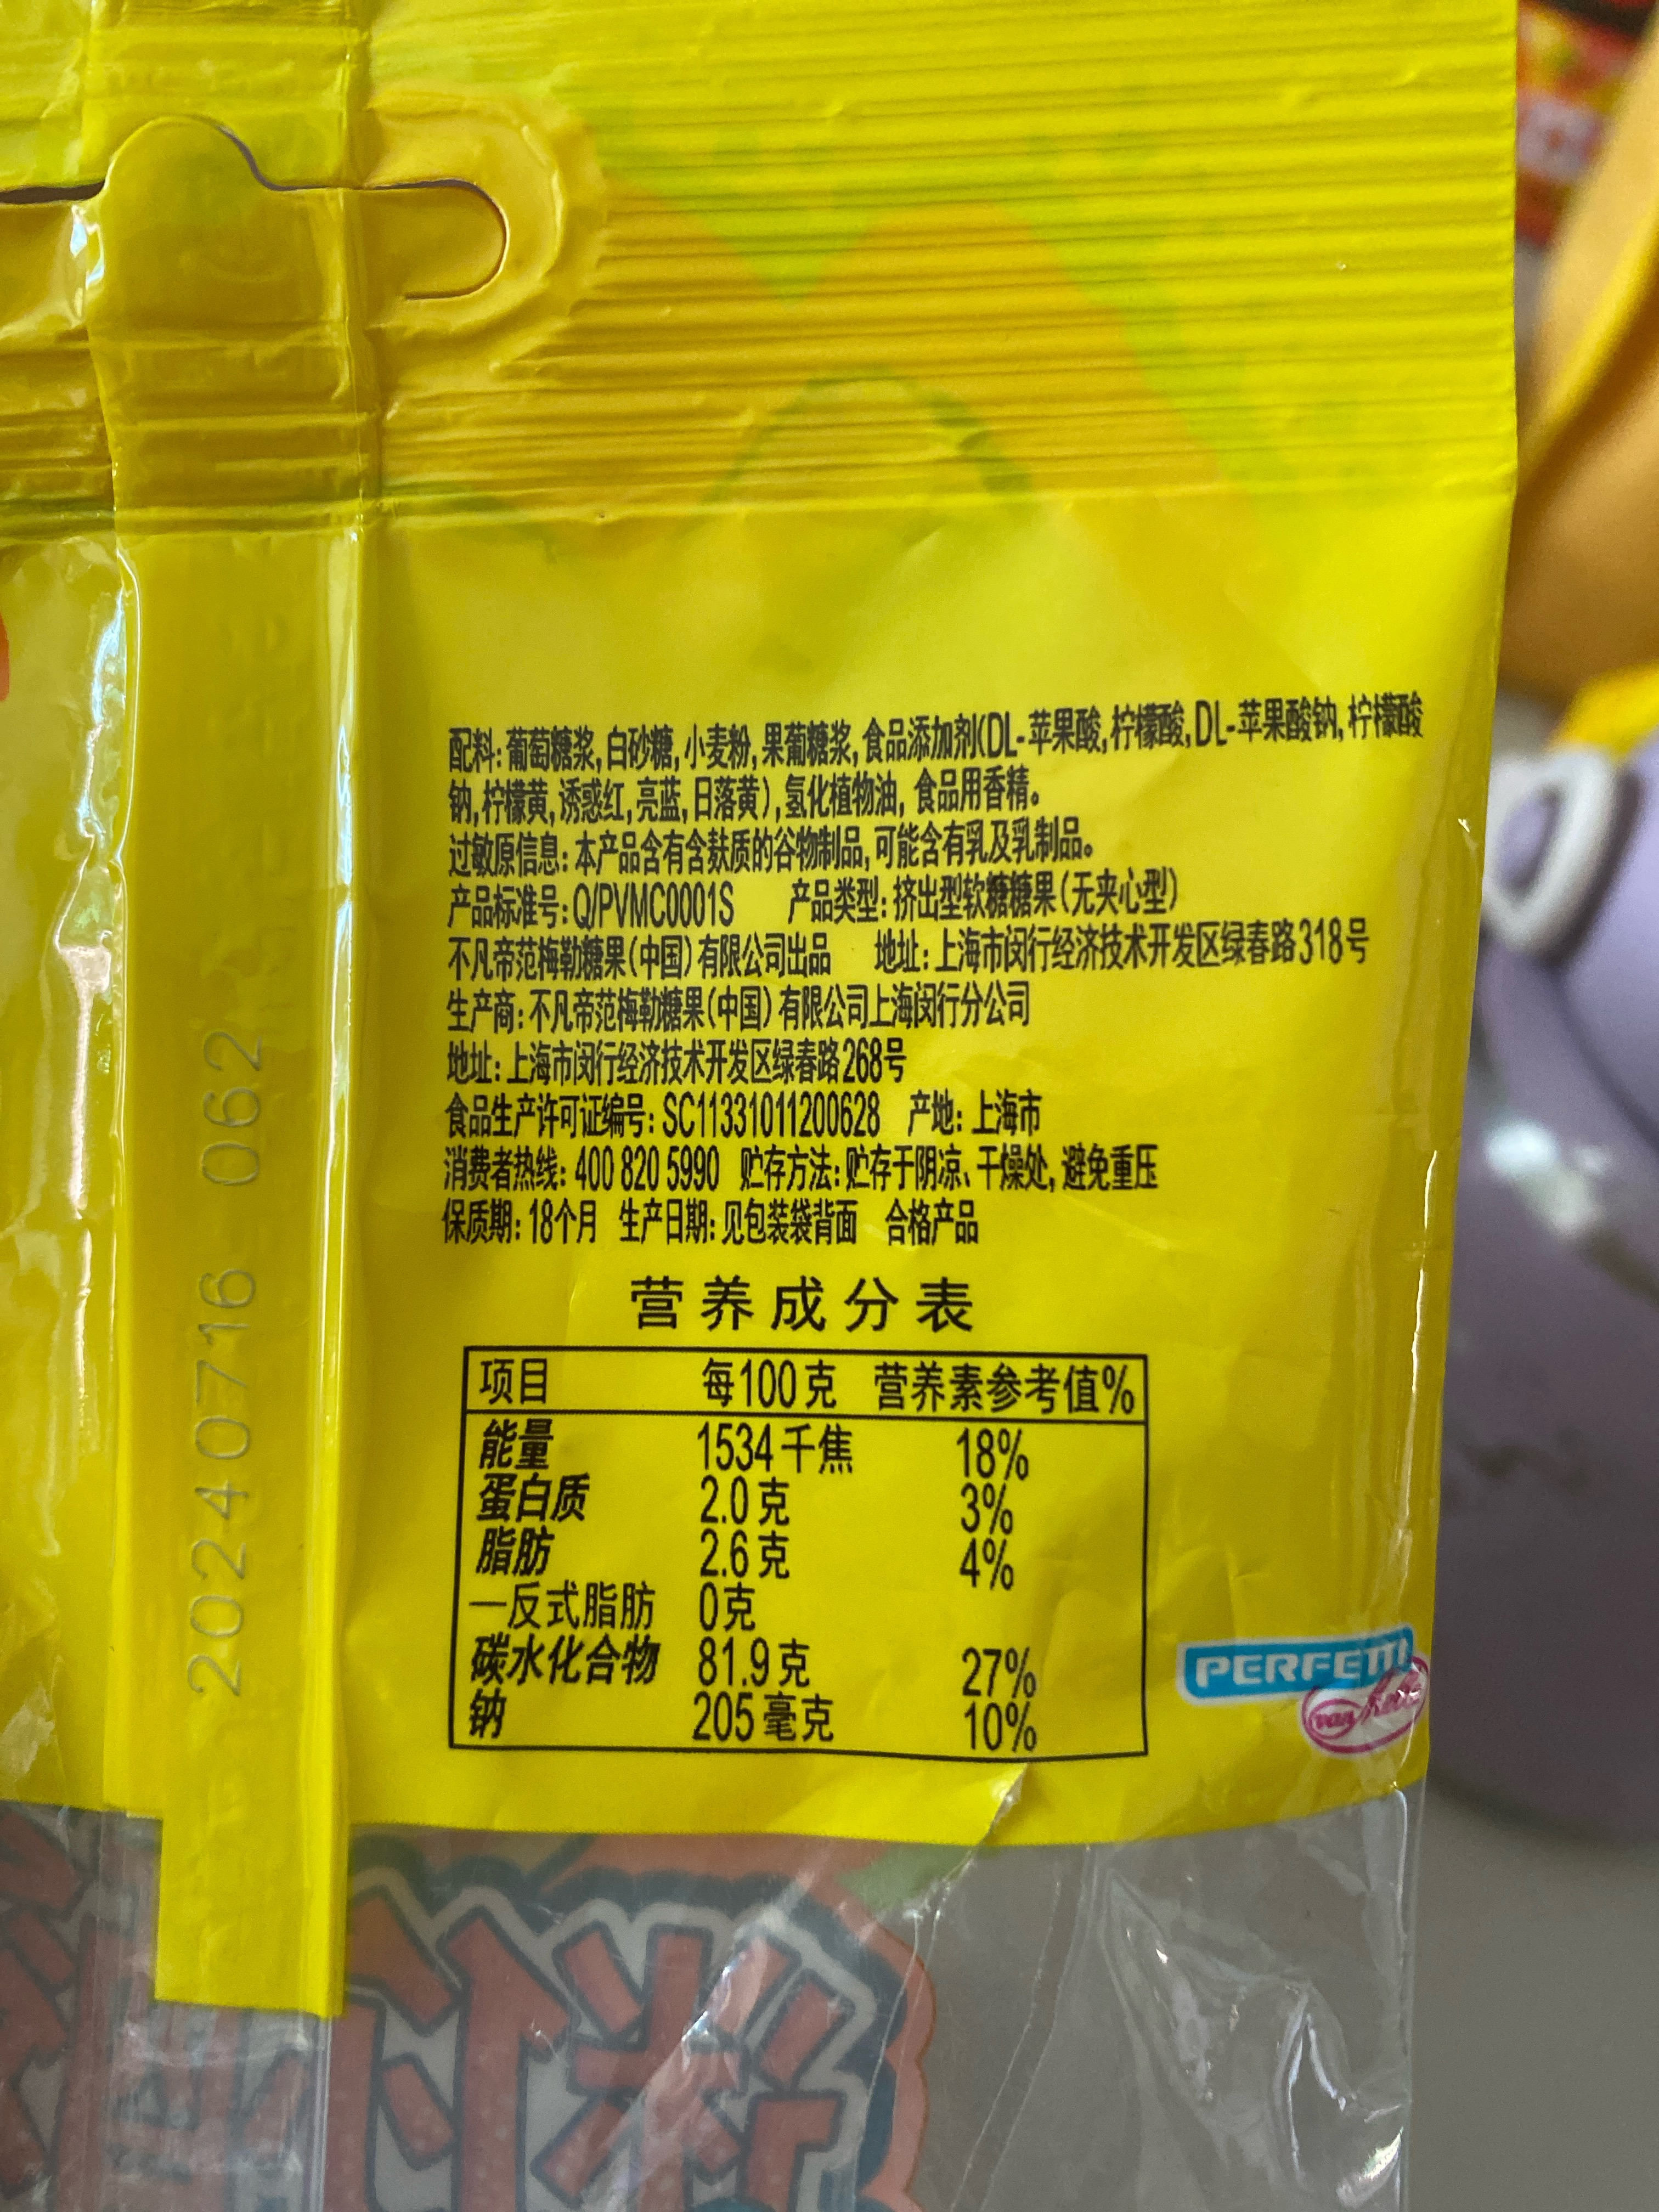 配料:葡萄糖浆,白砂糖,小麦粉,果葡糖浆,食品添加剂(DL-苹果酸,柠檬酸,DL-苹果酸钠,柠檬酸
钠,柠檬黄,诱惑红,亮蓝,日落黄),氢化植物油,食品用香精。
过敏原信息:本产品含有含麸质的谷物制品,可能含有乳及乳制品。
产品标准号:Q/PVMC0001S 产品类型:挤出型软糖糖果(无夹心型)
不凡帝范梅勒糖果(中国)有限公司出品 地址:上海市闵行经济技术开发区绿春路318号
生产商:不凡帝范梅勒糖果(中国)有限公司上海闵行分公司
地址:上海市闵行经济技术开发区绿春路268号
食品生产许可证编号:SC11331011200628 产地:上海市
消费者热线:400 820 5990 贮存方法:贮存于阴凉、干燥处,避免重压
保质期:18个月 生产日期:见包装袋背面 合格产品
营养成分表
项目 每100克 营养素参考值%
能量 1534千焦 18%
蛋白质 2.0克 3%
脂肪 2.6克 4%
—反式脂肪 0克
碳水化合物 81.9克 27%
钠 205毫克 10%
PERFETTI
van Melle
20240716 062